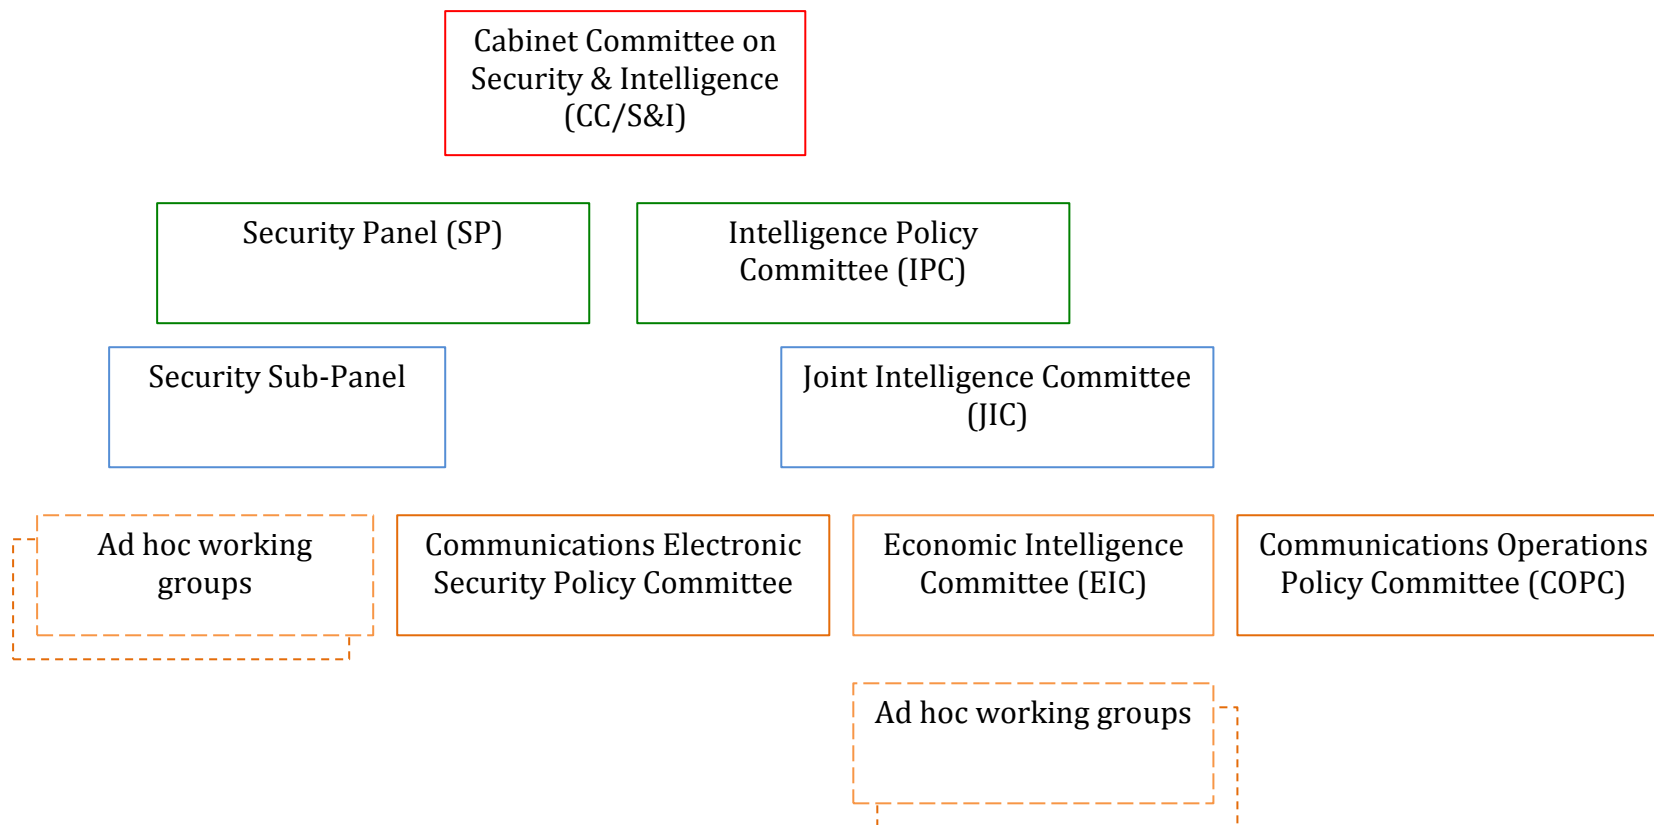 Cabinet Committee on
Security & Intelligence
(CC/S&I)
Security Panel (SP)
Intelligence Policy
Committee (IPC)
Security Sub-Panel
Joint Intelligence Committee
(JIC)
Ad hoc working
groups
Communications Electronic
Security Policy Committee
Economic Intelligence
Committee (EIC)
Communications Operations
Policy Committee (COPC)
Ad hoc working groups